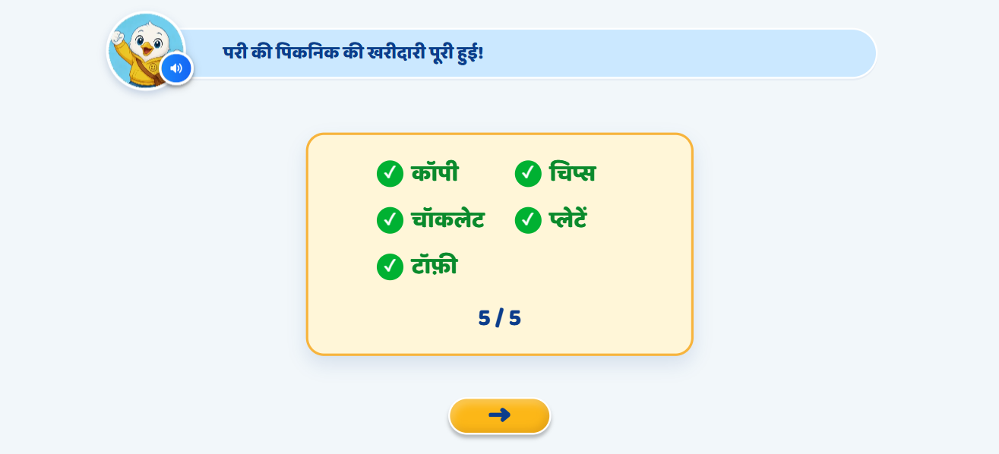 परी की पिकनिक की खरीदारी पूरी हुई!
कॉपी चिप्स
चॉकलेट प्लेटें
टॉफ़ी
5 / 5